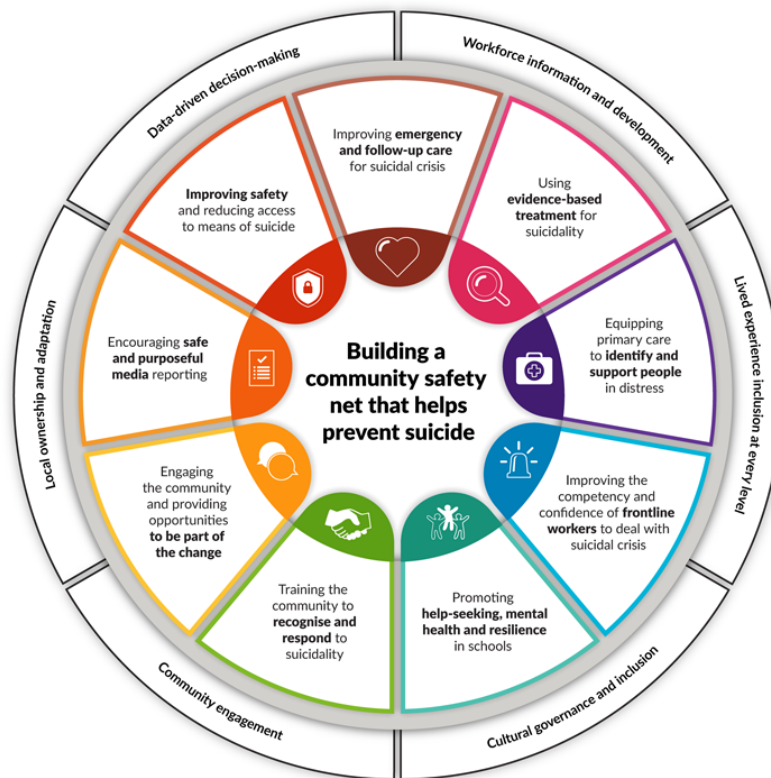 Data-driven decision-making
Workforce information and development
Lived experience inclusion at every level
Cultural governance and inclusion
Community engagement
Local ownership and adaptation
Improving emergency
and follow-up care
for suicidal crisis
Using
evidence-based
treatment for
suicidality
Equipping
primary care
to identify and
support people
in distress
Improving the
competency and
confidence of frontline
workers to deal with
suicidal crisis
Promoting
help-seeking, mental
health and resilience
in schools
Training the
community to
recognise and
respond to
suicidality
Engaging
the community
and providing
opportunities
to be part of
the change
Encouraging safe
and purposeful
media reporting
Improving safety
and reducing access
to means of suicide
Building a
community safety
net that helps
prevent suicide